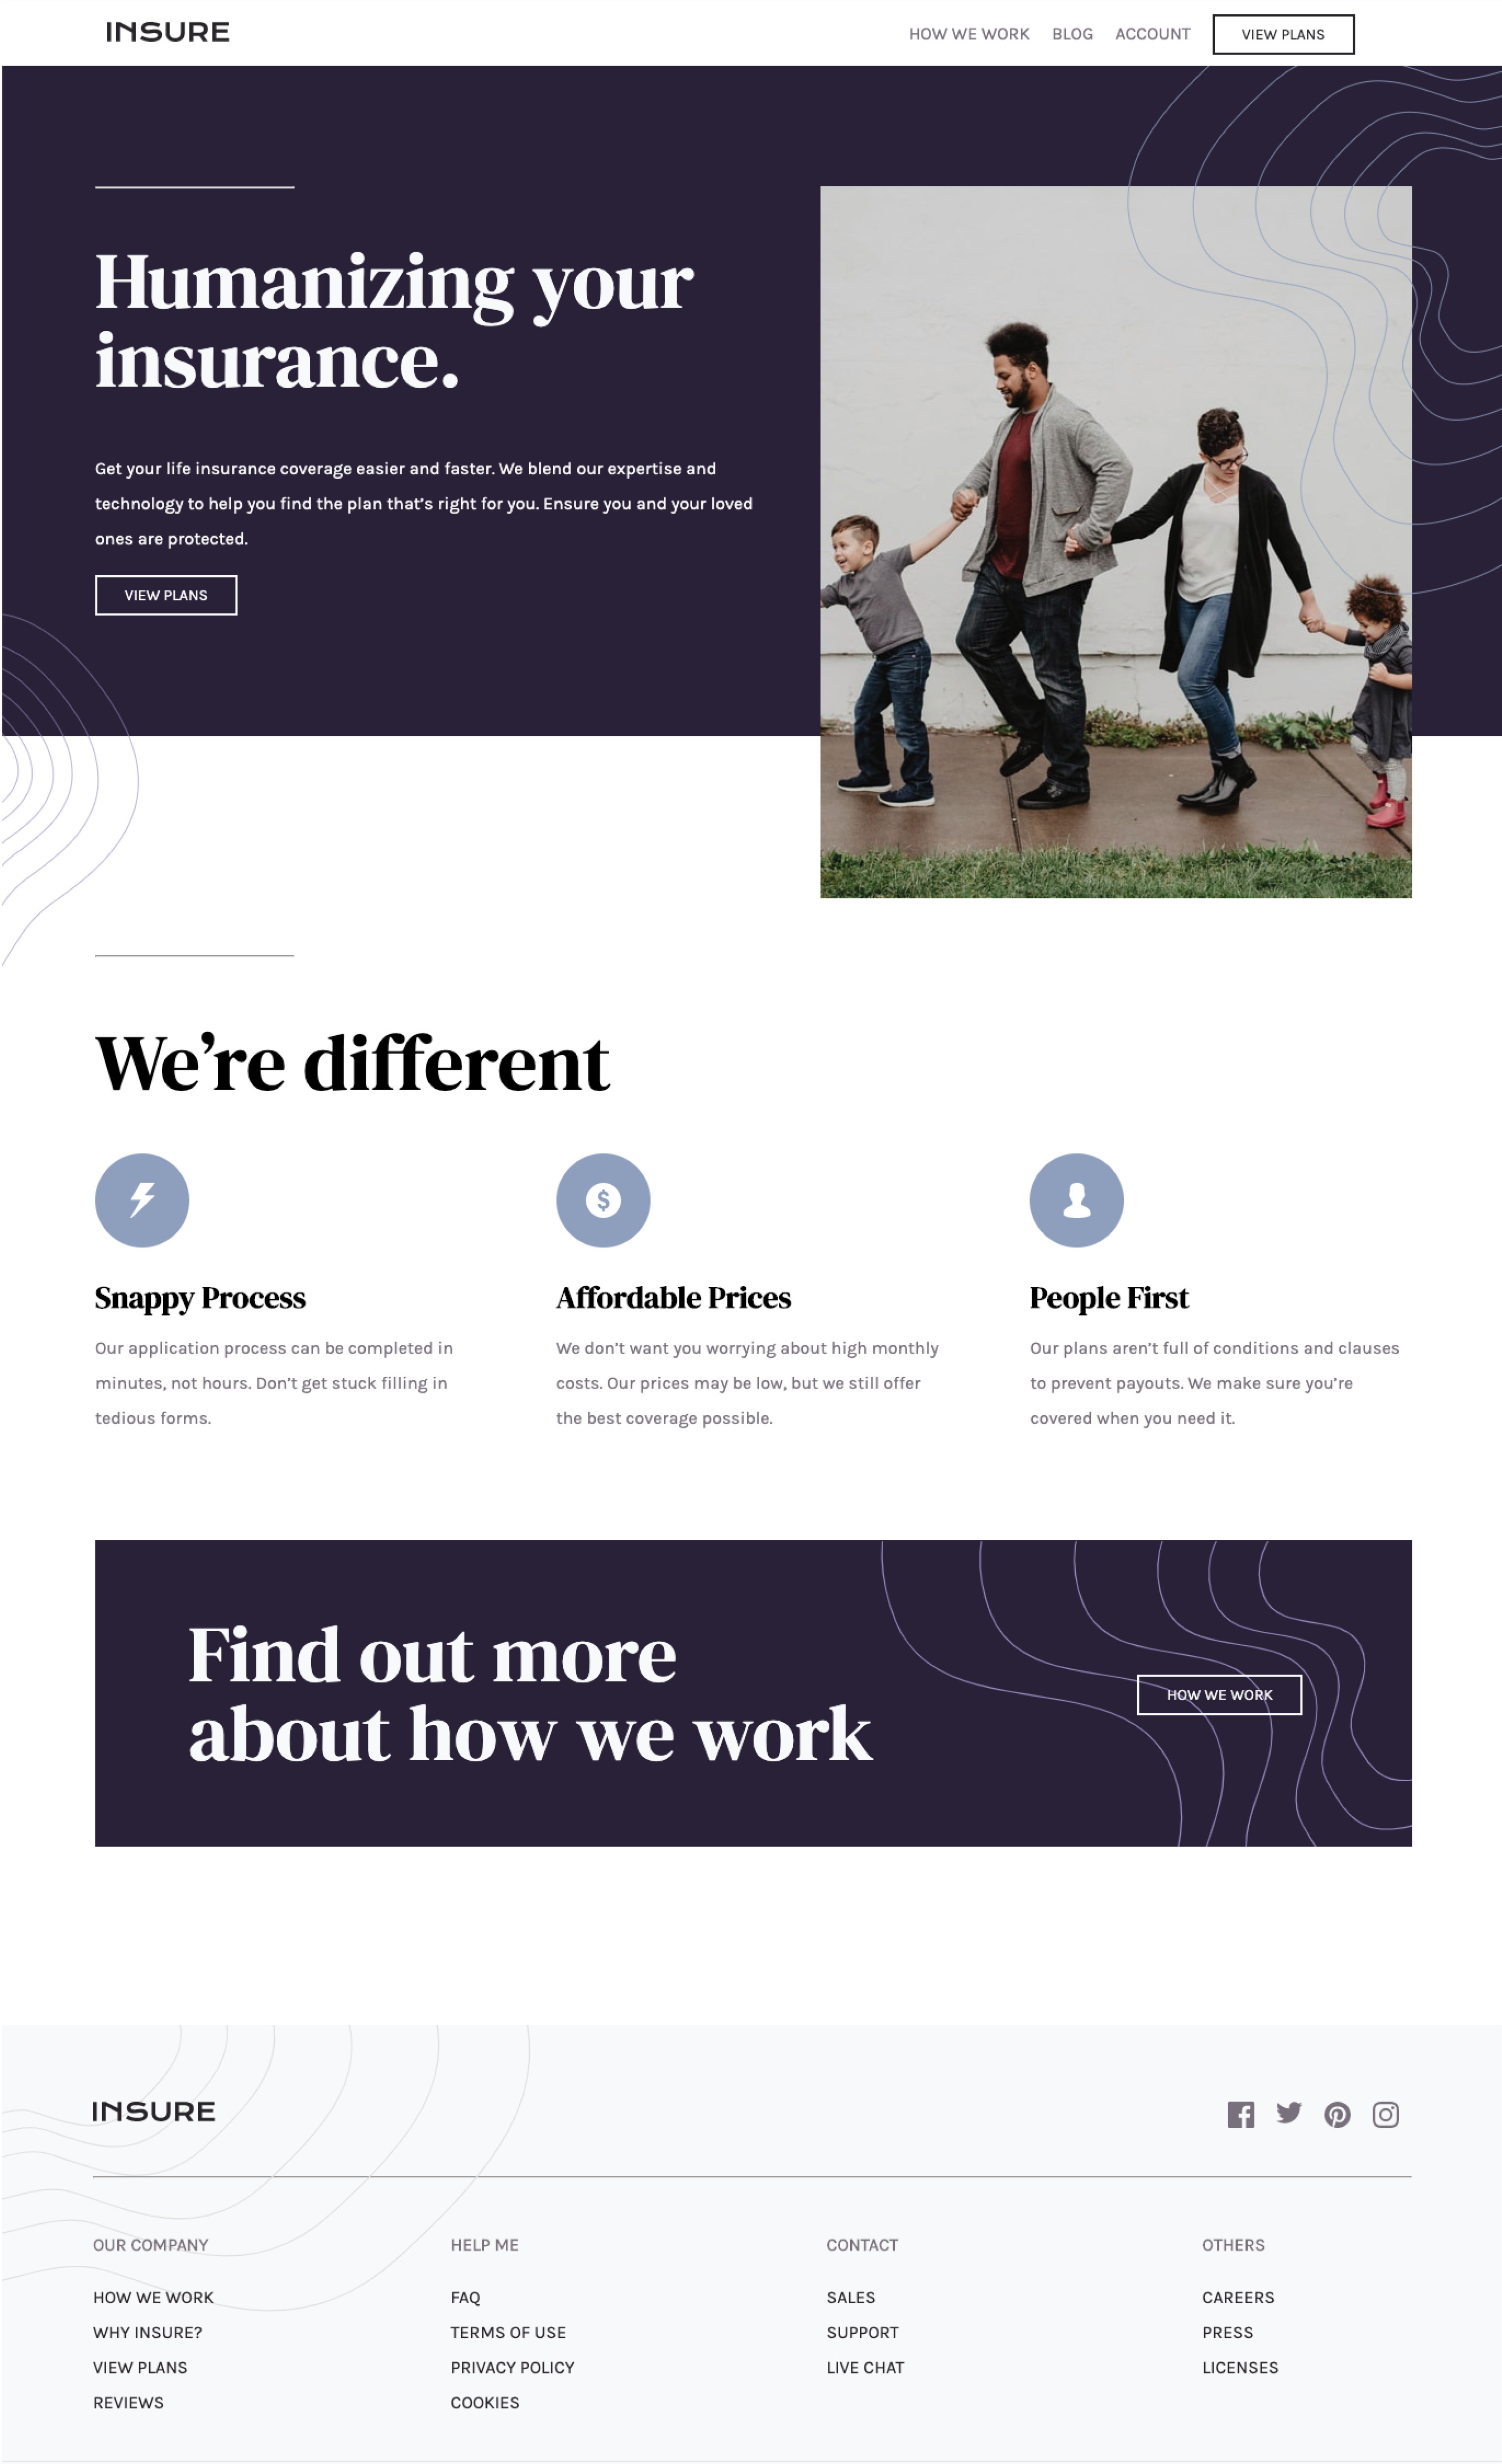 INSURE
HOW WE WORK BLOG ACCOUNT VIEW PLANS
Humanizing your
insurance.
Get your life insurance coverage easier and faster. We blend our expertise and
technology to help you find the plan that’s right for you. Ensure you and your loved
ones are protected.
VIEW PLANS
We’re different
Snappy Process
Our application process can be completed in
minutes, not hours. Don’t get stuck filling in
tedious forms.
Affordable Prices
We don’t want you worrying about high monthly
costs. Our prices may be low, but we still offer
the best coverage possible.
People First
Our plans aren’t full of conditions and clauses
to prevent payouts. We make sure you’re
covered when you need it.
Find out more
about how we work
HOW WE WORK
INSURE
OUR COMPANY
HOW WE WORK
WHY INSURE?
VIEW PLANS
REVIEWS
HELP ME
FAQ
TERMS OF USE
PRIVACY POLICY
COOKIES
CONTACT
SALES
SUPPORT
LIVE CHAT
OTHERS
CAREERS
PRESS
LICENSES